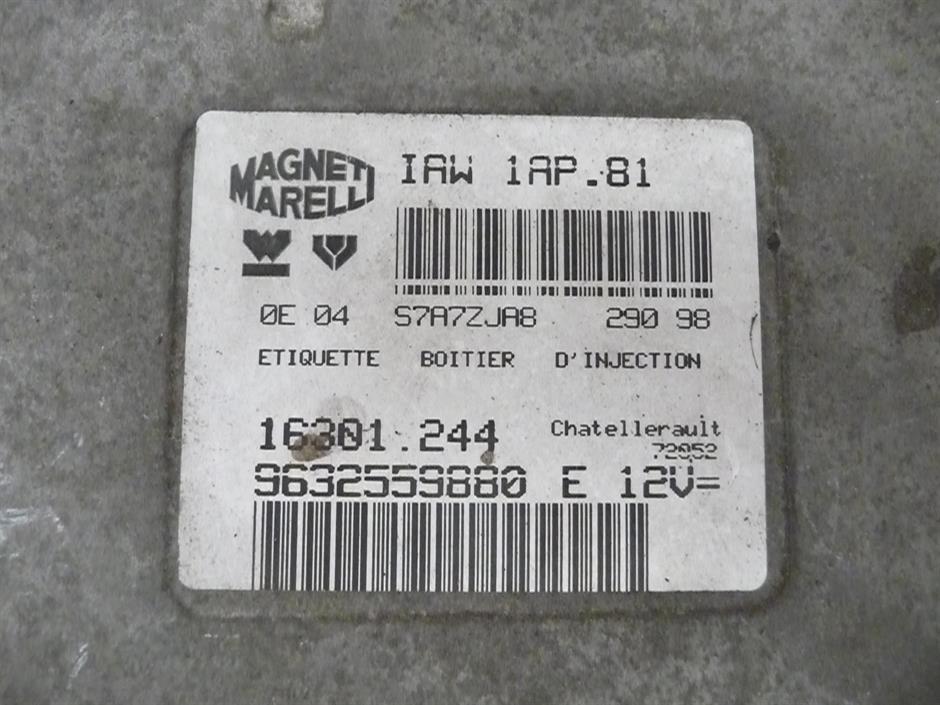 MAGNETI
MARELLI
IAW 1AP.81
0E 04 S7A7ZJA8 290 98
ETIQUETTE BOITIER D'INJECTION
16301.244 Chatellerault
72052
9632559880 E 12V=